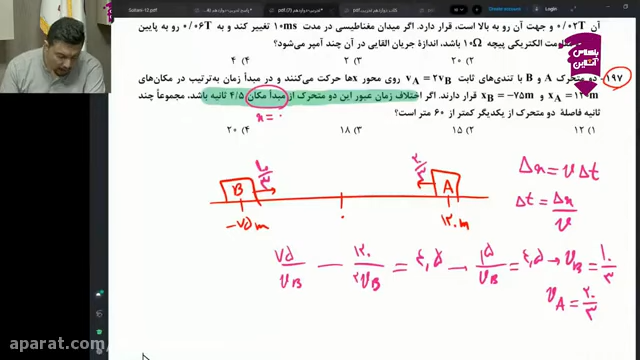 Sultani-12.pdf
آن ۰/۰۲T و جهت آن رو به بالا است، قرار دارد. اگر میدان مغناطیسی در مدت ۱۰ms تغییر کند و به ۰/۰۶T رو به پایین
مقاومت الکتریکی پیچه ۱۰Ω باشد، اندازهٔ جریان القایی در آن چند آمپر می‌شود؟
۲) ۲۰ ۳) ۲ ۴) ۴
۱۹۷- دو متحرک A و B با تندی‌های ثابت vA = ۲vB روی محور x ها حرکت می‌کنند و در مبدأ زمان به‌ترتیب در مکان‌های
xA = ۱۲۰m و xB = −۷۵m قرار دارند. اگر اختلاف زمان عبور این دو متحرک از مبدأ مکان ۴/۵ ثانیه باشد، مجموعاً چند
ثانیه فاصلهٔ دو متحرک از یکدیگر کمتر از ۶۰ متر است؟
x = ۰
۱) ۱۲ ۲) ۱۵ ۳) ۱۸ ۴) ۲۰
Δx = vΔt
B A
−۷۵m ۰ ۱۲۰m
Δt = Δx / v
۷۵/vB − ۱۲۰/۲vB = ۴,۵ → ۱۵/vB = ۴,۵ → vB = ۱۰/۳
vA = ۲۰/۳
بیسلاس آنلاین
aparat.com/